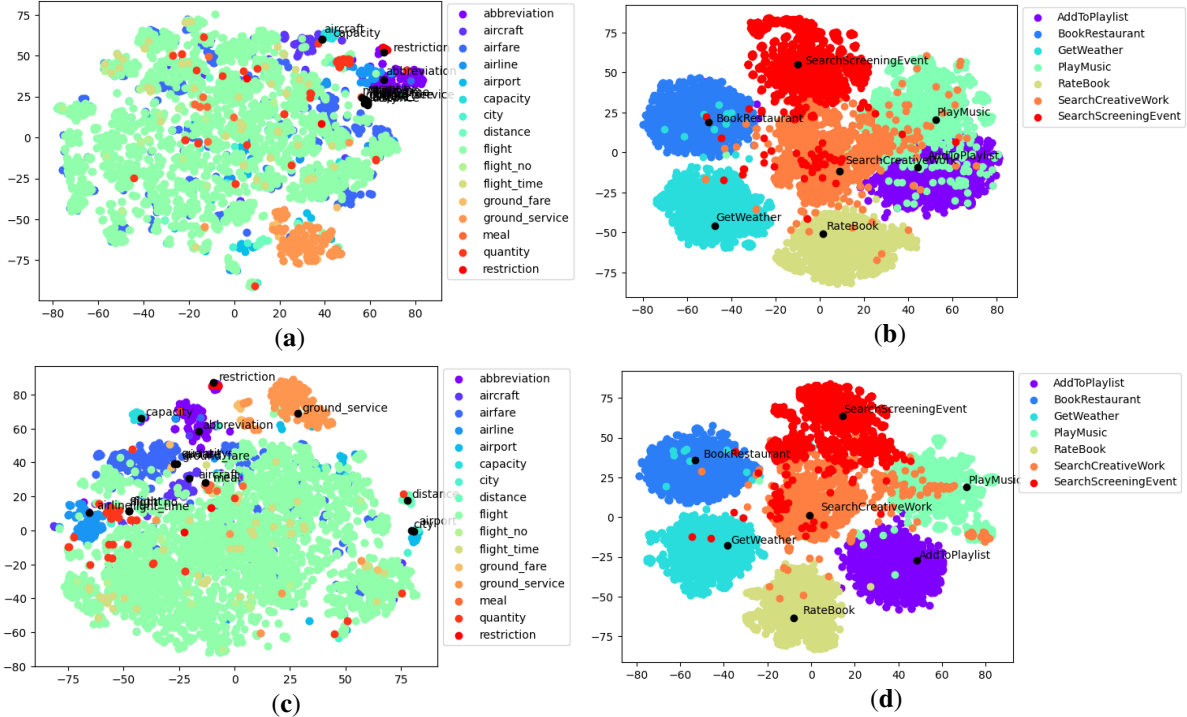 aircraft
capacity
restriction
abbreviation
abbreviation
aircraft
airfare
airline
airport
capacity
city
distance
flight
flight_no
flight_time
ground_fare
ground_service
meal
quantity
restriction
75
50
25
0
−25
−50
−75
−80 −60 −40 −20 0 20 40 60 80
(a)
SearchScreeningEvent
BookRestaurant
PlayMusic
SearchCreativeWork
AddToPlaylist
GetWeather
RateBook
AddToPlaylist
BookRestaurant
GetWeather
PlayMusic
RateBook
SearchCreativeWork
SearchScreeningEvent
75
50
25
0
−25
−50
−75
−80 −60 −40 −20 0 20 40 60 80
(b)
restriction
ground_service
capacity
abbreviation
ground_fare
aircraft
meal
flight_no
airline
flight_time
distance
airport
city
abbreviation
aircraft
airfare
airline
airport
capacity
city
distance
flight
flight_no
flight_time
ground_fare
ground_service
meal
quantity
restriction
80
60
40
20
0
−20
−40
−60
−80
−75 −50 −25 0 25 50 75
(c)
SearchScreeningEvent
BookRestaurant
PlayMusic
SearchCreativeWork
GetWeather
AddToPlaylist
RateBook
AddToPlaylist
BookRestaurant
GetWeather
PlayMusic
RateBook
SearchCreativeWork
SearchScreeningEvent
75
50
25
0
−25
−50
−75
−80 −60 −40 −20 0 20 40 60 80
(d)